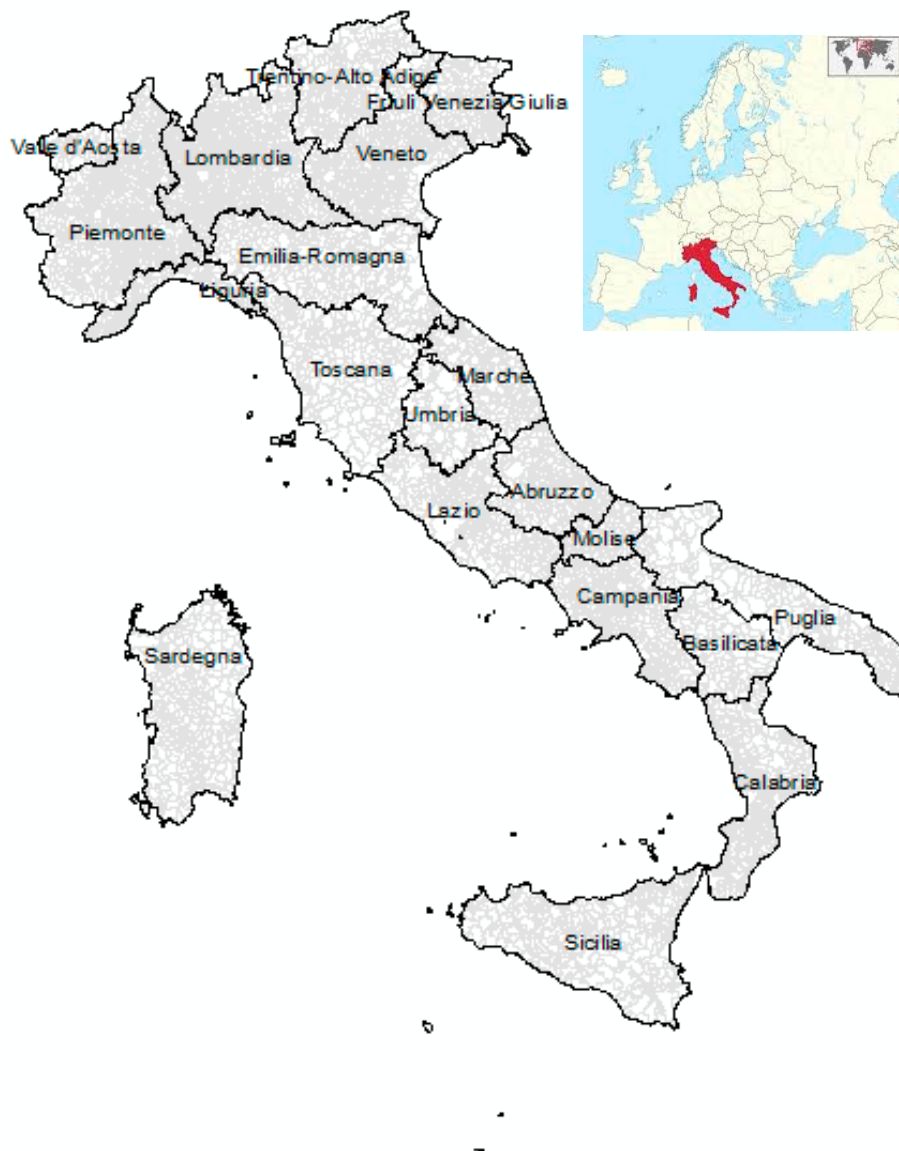 Trentino-Alto Adige
Friuli Venezia Giulia
Valle d'Aosta
Lombardia
Veneto
Piemonte
Emilia-Romagna
Liguria
Toscana
Marche
Umbria
Abruzzo
Lazio
Molise
Campania
Puglia
Basilicata
Sardegna
Calabria
Sicilia